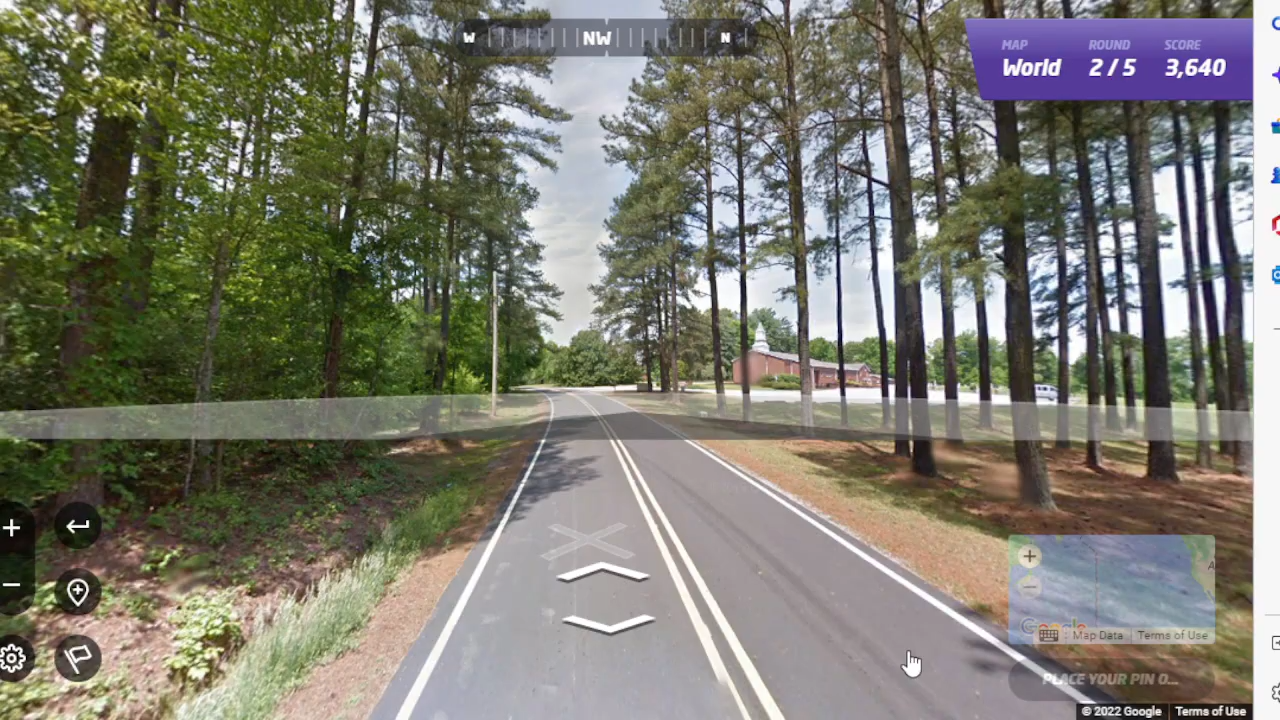 W NW N
MAP ROUND SCORE
World 2 / 5 3,640
A
Google
Map Data Terms of Use
PLACE YOUR PIN O...
© 2022 Google Terms of Use